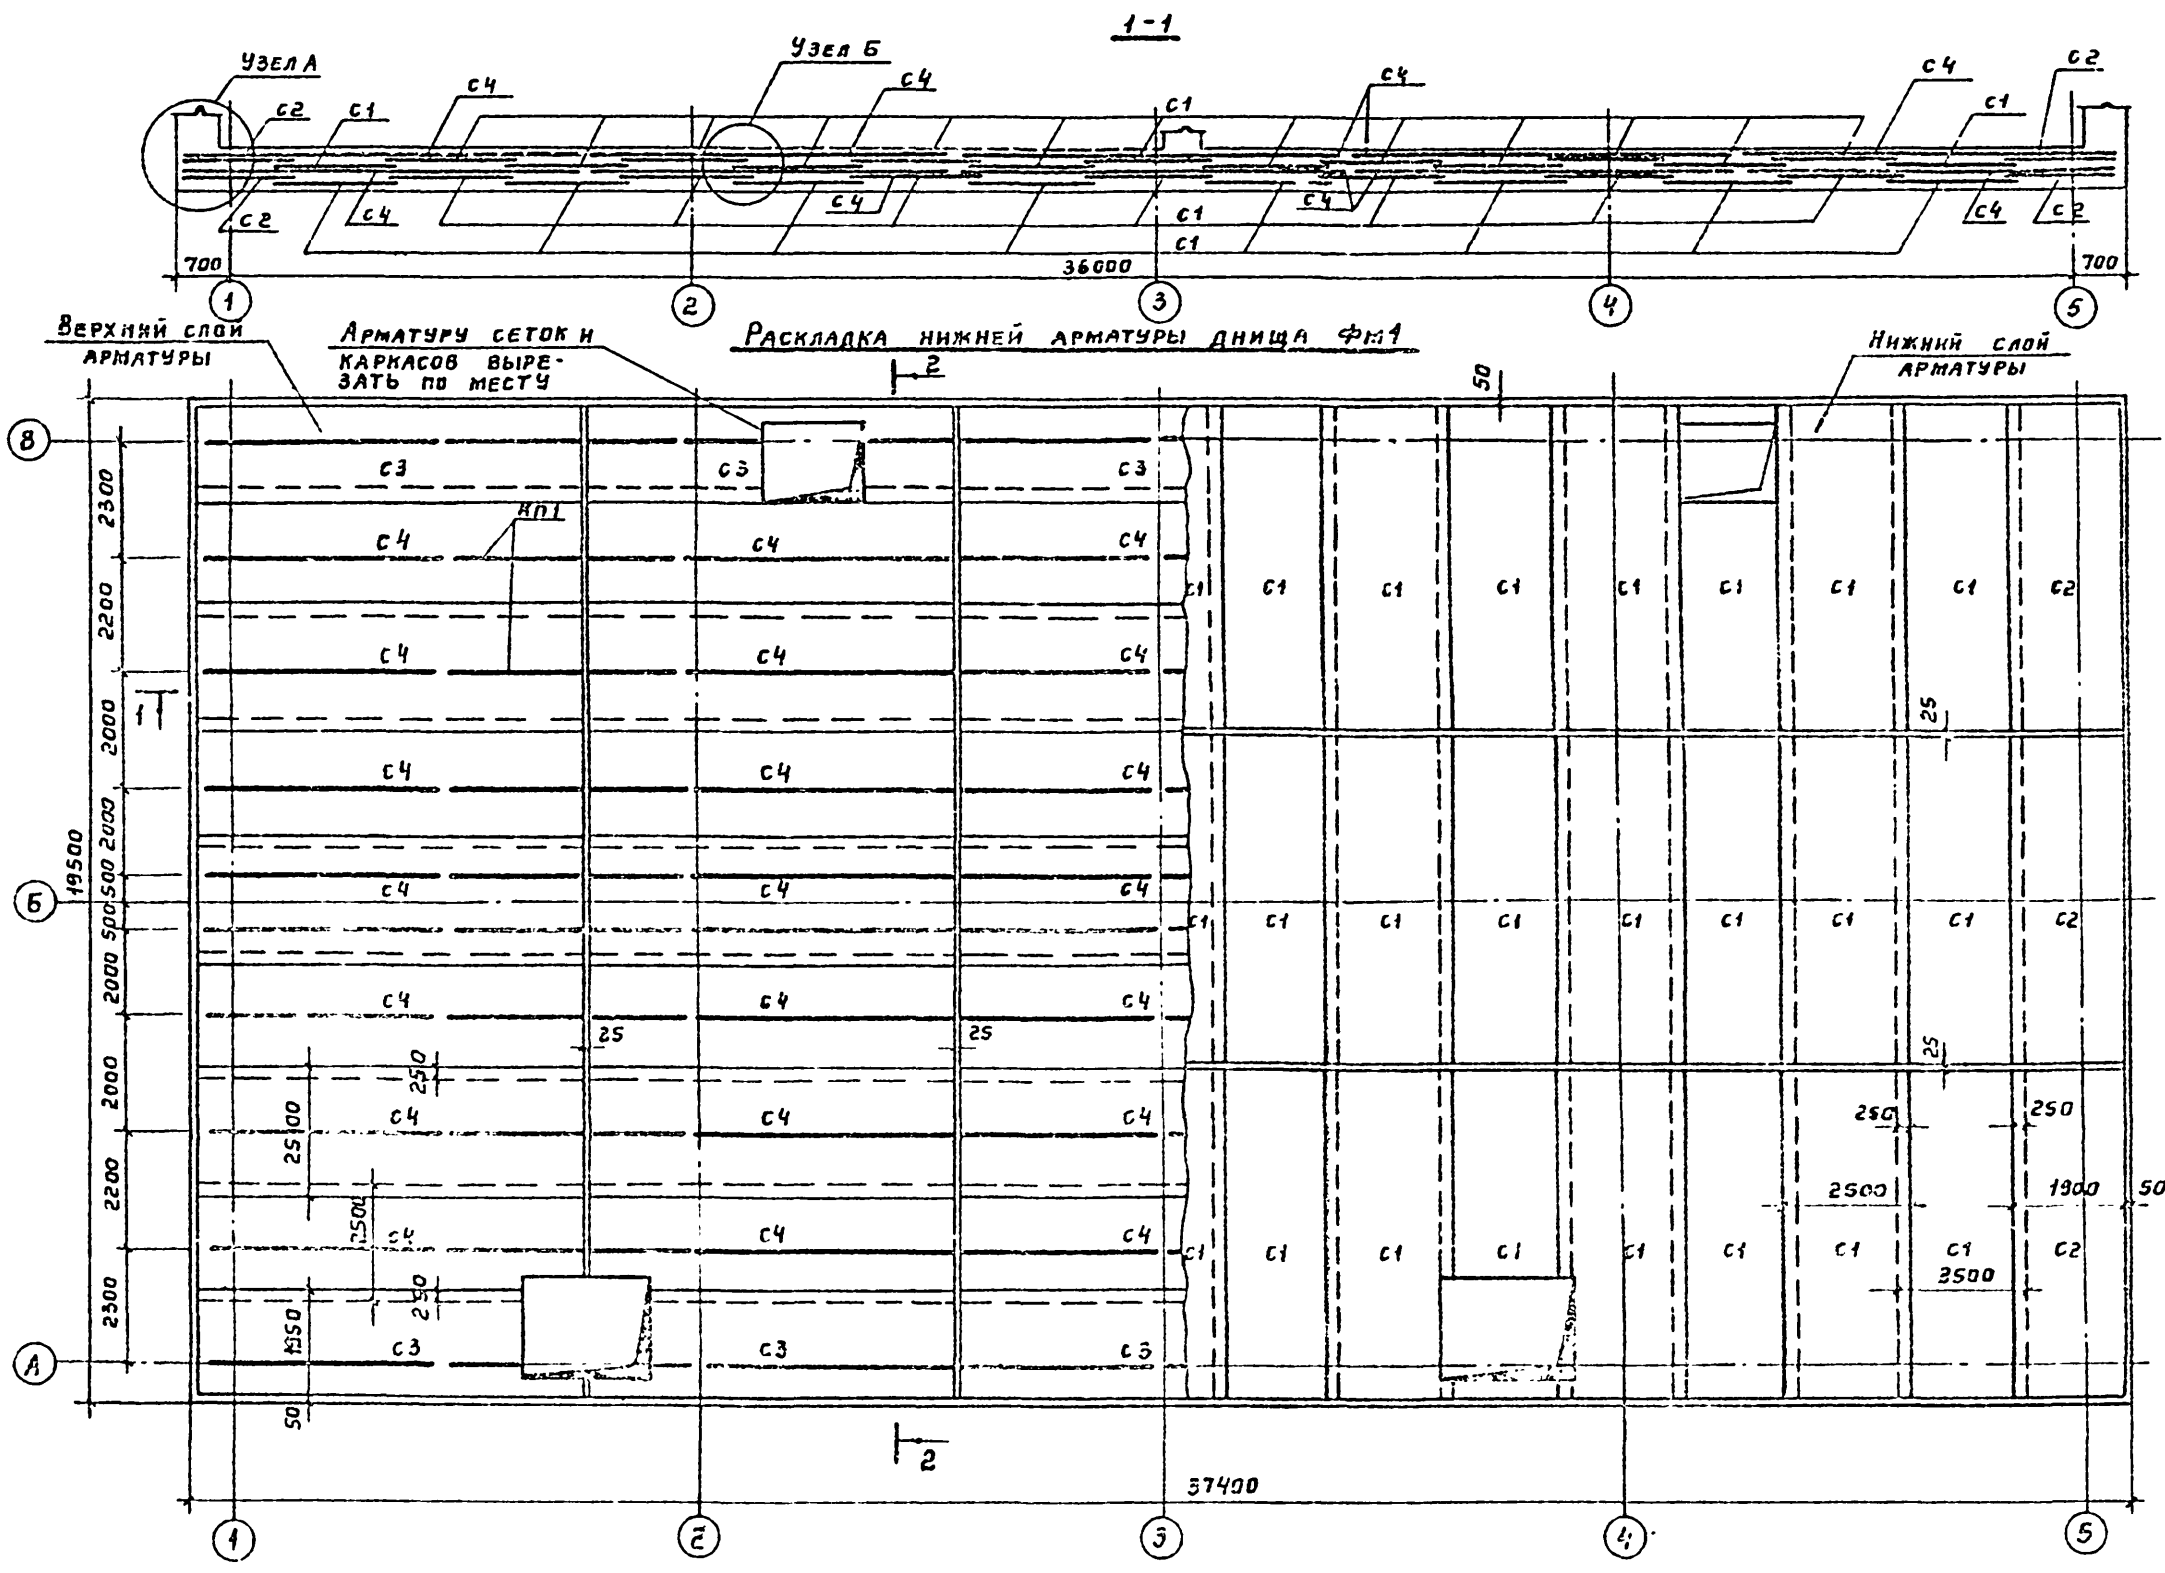 1-1
Узел А
Узел Б
с4 с4 с4 с2
с2 с1 с4 с1 с1
с2 с4 с4 с1 с4 с4 с2
с1
700 36000 700
1 2 3 4 5
Верхний слой
арматуры
Арматуру сеток и
каркасов выре-
зать по месту
Раскладка нижней арматуры днища Фм1
Нижний слой
арматуры
2
50
В
с3 с3 с3
2300
КП1
с4 с4 с4
2200
с1 с1 с1 с1 с1 с1 с1 с1 с2
с4 с4 с4
1
2000
25
с4 с4 с4
2000
19500
500
Б
с4 с4 с4
с1 с1 с1 с1 с1 с1 с1 с1 с2
500
2000
с4 с4 с4
25 25
25
250
2000
2500
с4 с4 с4
250 250
2200
2500
2500 1900 50
с4 с4 с4
с1 с1 с1 с1 с1 с1 с1 с1 с2
2500
250
2300
1950
А
с3 с3 с3
50
2
37400
1 2 3 4 5